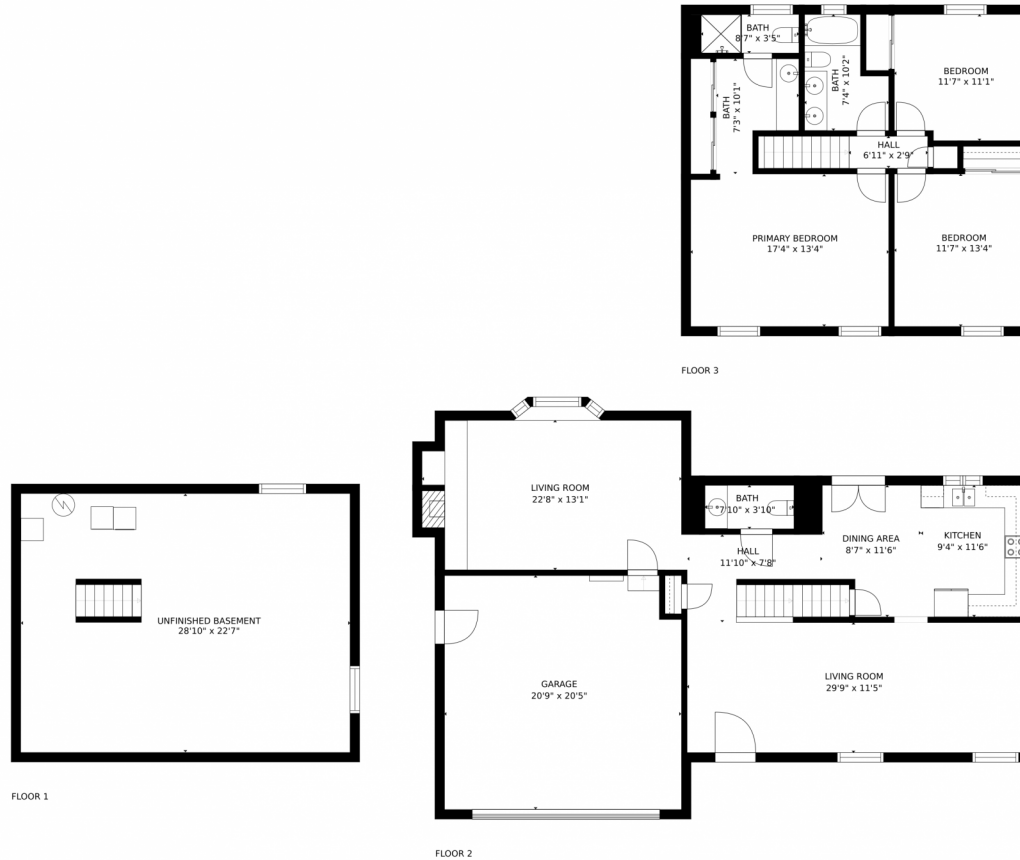 BATH
8'7" x 3'5"
BATH
7'3" x 10'1"
BATH
7'4" x 10'2"
BEDROOM
11'7" x 11'1"
HALL
6'11" x 2'9"
PRIMARY BEDROOM
17'4" x 13'4"
BEDROOM
11'7" x 13'4"
FLOOR 3
LIVING ROOM
22'8" x 13'1"
BATH
7'10" x 3'10"
HALL
11'10" x 7'8"
DINING AREA
8'7" x 11'6"
KITCHEN
9'4" x 11'6"
UNFINISHED BASEMENT
28'10" x 22'7"
GARAGE
20'9" x 20'5"
LIVING ROOM
29'9" x 11'5"
FLOOR 1
FLOOR 2